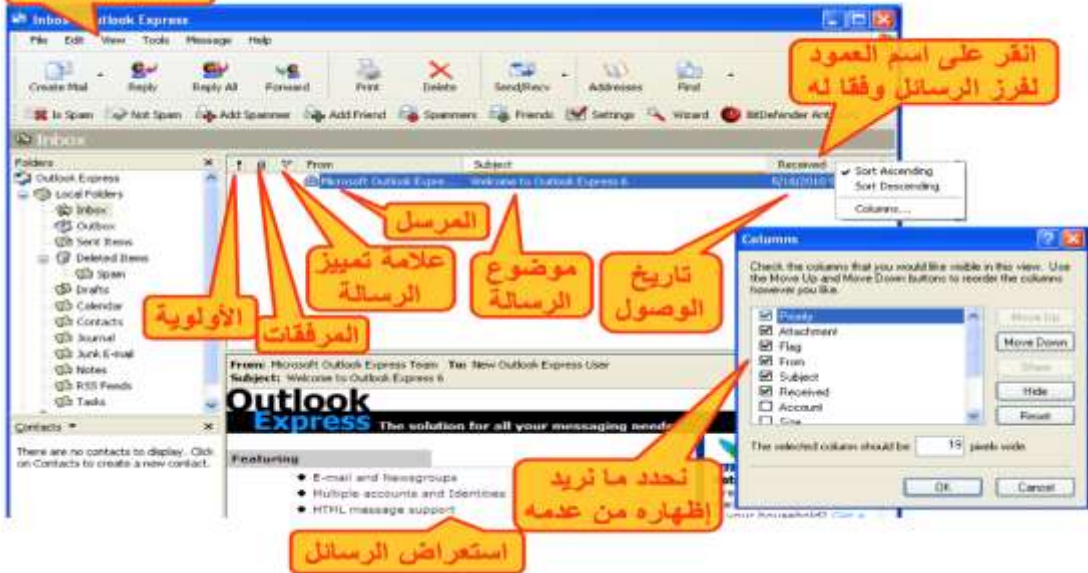 Inbox - Outlook Express
File Edit View Tools Message Help
Create Mail Reply Reply All Forward Print Delete Send/Recv Addresses Find
Is Spam Not Spam Add Spammer Add Friend Spammers Friends Settings Wizard BitDefender
انقر على اسم العمود
لفرز الرسائل وفقا له
Inbox
Folders
Outlook Express
Local Folders
Inbox
Outbox
Sent Items
Deleted Items
Spam
Drafts
Calendar
Contacts
Journal
Junk E-mail
Notes
RSS Feeds
Tasks
! From Subject Received
Microsoft Outlook Expre... Welcome to Outlook Express 6
Sort Ascending
Sort Descending
Columns...
المرسل
علامة تمييز
الرسالة
موضوع
الرسالة
تاريخ
الوصول
الأولوية
المرفقات
Columns
Check the columns that you would like visible in this view. Use
the Move Up and Move Down buttons to reorder the columns
however you like.
Priority
Attachment
Flag
From
Subject
Received
Account
Size
Move Up
Move Down
Show
Hide
Reset
The selected column should be 19 pixels wide
OK Cancel
From: Microsoft Outlook Express Team To: New Outlook Express User
Subject: Welcome to Outlook Express 6
Outlook
Express The solution for all your messaging needs
Featuring
E-mail and Newsgroups
Multiple accounts and Identities
HTML message support
your household? Get a
Contacts
There are no contacts to display. Click
on Contacts to create a new contact.
نحدد ما نريد
إظهاره من عدمه
استعراض الرسائل